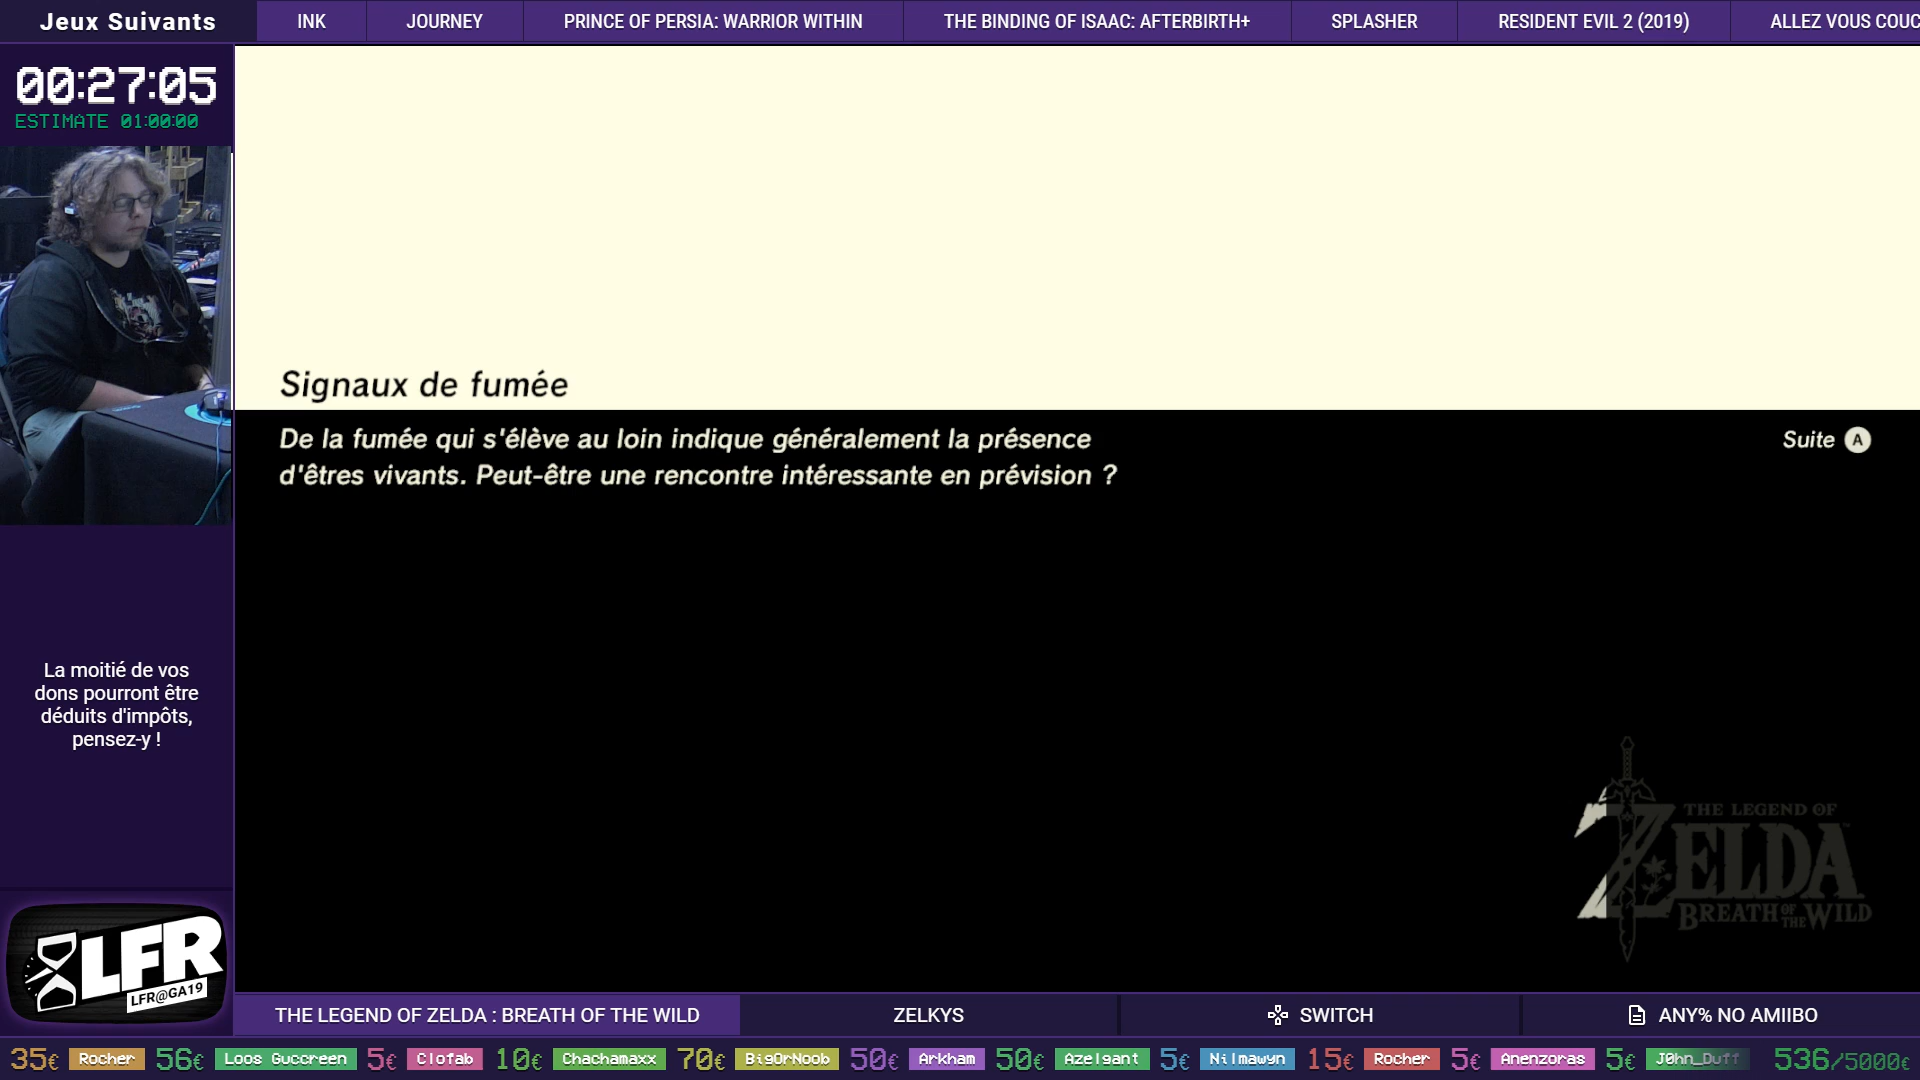 Jeux Suivants
INK
JOURNEY
PRINCE OF PERSIA: WARRIOR WITHIN
THE BINDING OF ISAAC: AFTERBIRTH+
SPLASHER
RESIDENT EVIL 2 (2019)
ALLEZ VOUS COUC
00:27:05
ESTIMATE 01:00:00
Signaux de fumée
De la fumée qui s'élève au loin indique généralement la présence
d'êtres vivants. Peut-être une rencontre intéressante en prévision ?
Suite A
La moitié de vos
dons pourront être
déduits d'impôts,
pensez-y !
THE LEGEND OF
ZELDA
BREATH OF THE WILD
LFR
LFR@GA19
THE LEGEND OF ZELDA : BREATH OF THE WILD
ZELKYS
SWITCH
ANY% NO AMIIBO
35€ Rocher 56€ Loos Guccreen 5€ Clofab 10€ Chachamaxx 70€ BigOrNoob 50€ Arkham 50€ Azelgant 5€ Nilmawyn 15€ Rocher 5€ Anenzoras 5€ J0hn_Duff 536/5000€